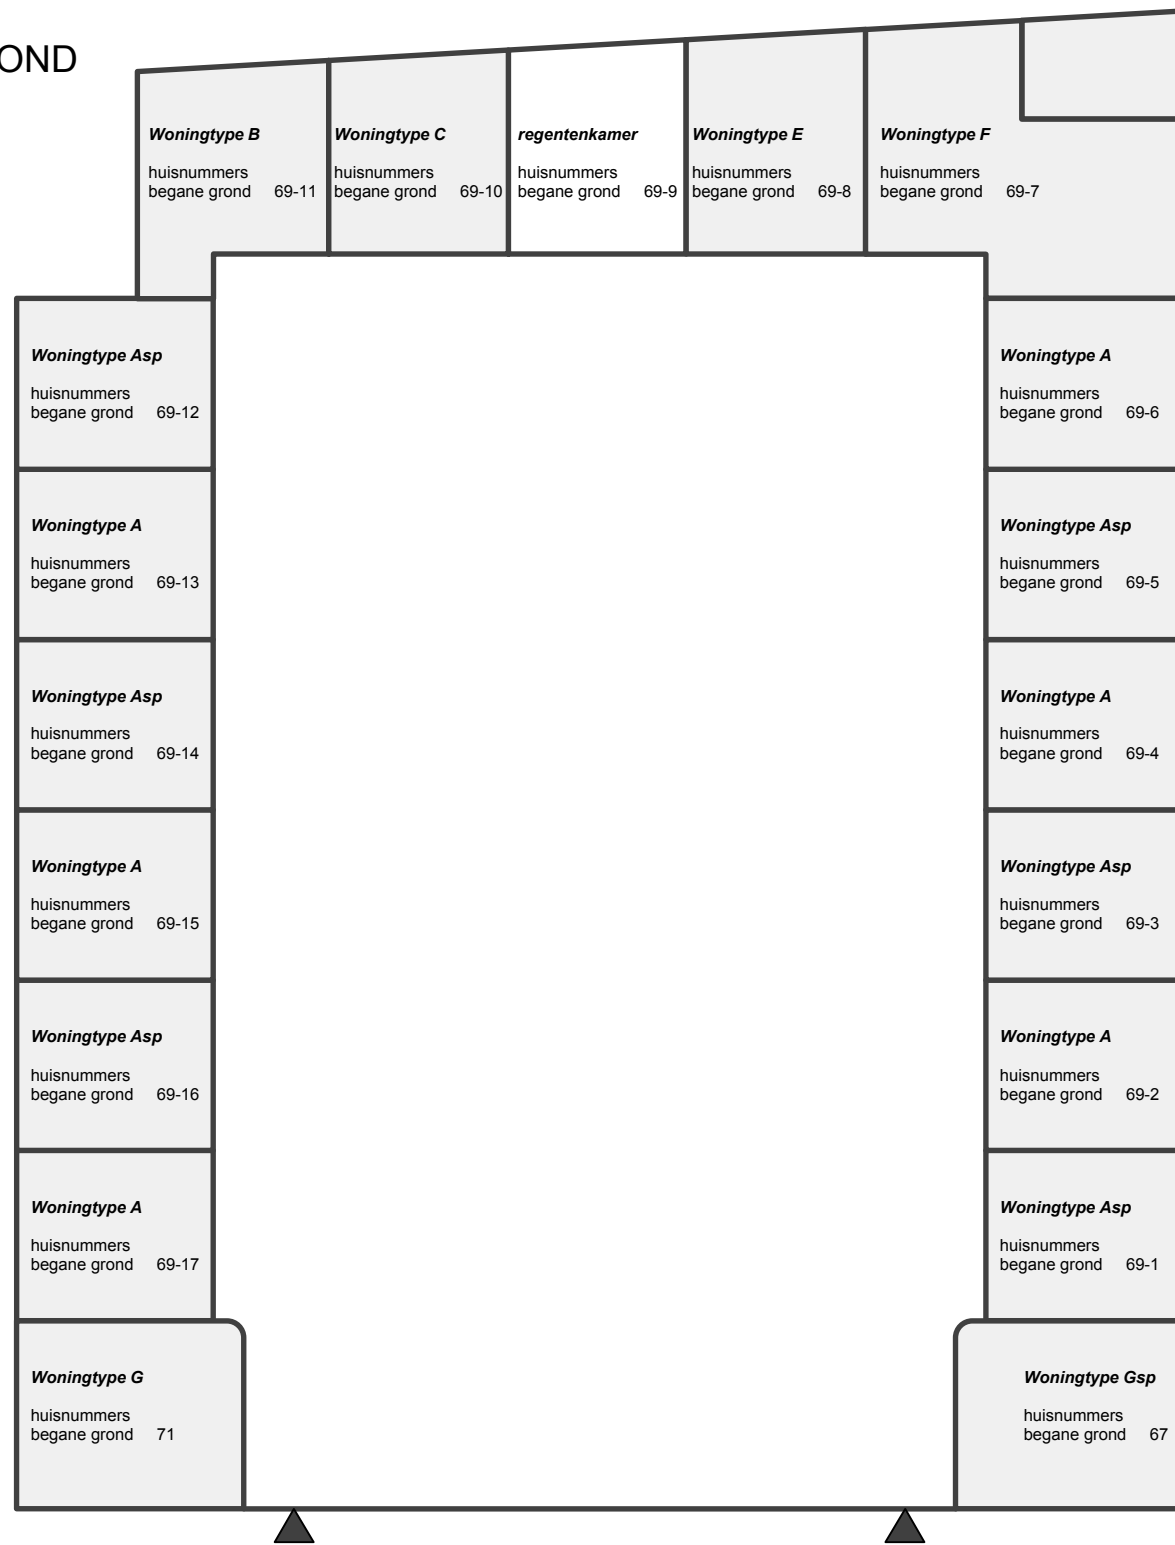 OND
Woningtype B
huisnummers
begane grond 69-11
Woningtype C
huisnummers
begane grond 69-10
regentenkamer
huisnummers
begane grond 69-9
Woningtype E
huisnummers
begane grond 69-8
Woningtype F
huisnummers
begane grond 69-7
Woningtype Asp
huisnummers
begane grond 69-12
Woningtype A
huisnummers
begane grond 69-6
Woningtype A
huisnummers
begane grond 69-13
Woningtype Asp
huisnummers
begane grond 69-5
Woningtype Asp
huisnummers
begane grond 69-14
Woningtype A
huisnummers
begane grond 69-4
Woningtype A
huisnummers
begane grond 69-15
Woningtype Asp
huisnummers
begane grond 69-3
Woningtype Asp
huisnummers
begane grond 69-16
Woningtype A
huisnummers
begane grond 69-2
Woningtype A
huisnummers
begane grond 69-17
Woningtype Asp
huisnummers
begane grond 69-1
Woningtype G
huisnummers
begane grond 71
Woningtype Gsp
huisnummers
begane grond 67